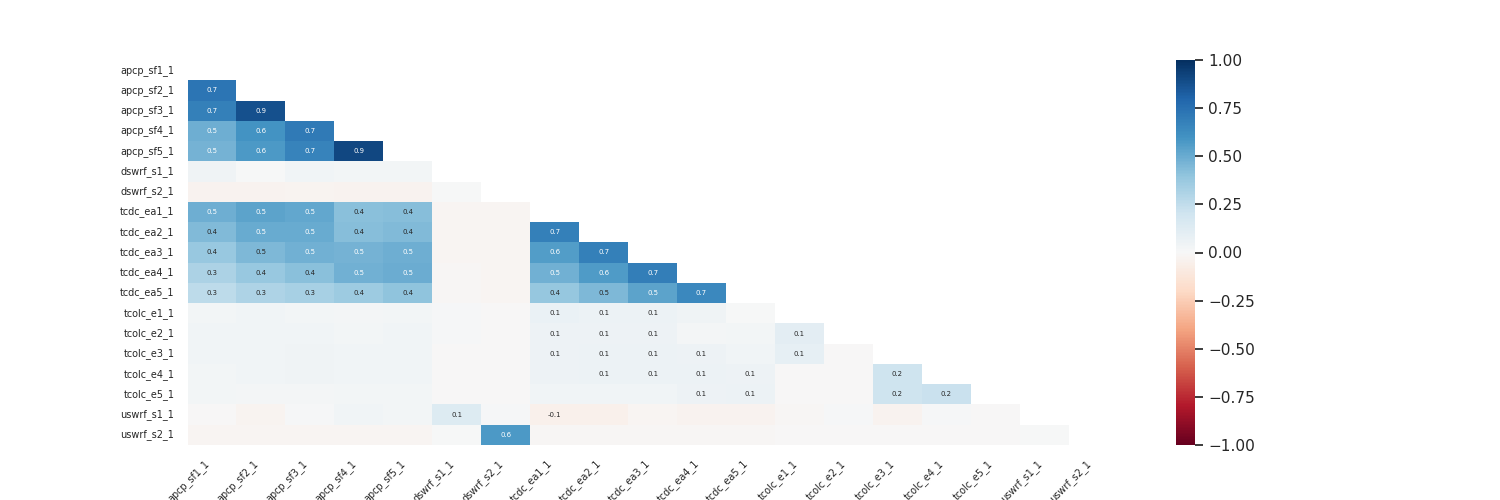 apcp_sf1_1
apcp_sf2_1 0.7
apcp_sf3_1 0.7 0.9
apcp_sf4_1 0.5 0.6 0.7
apcp_sf5_1 0.5 0.6 0.7 0.9
dswrf_s1_1
dswrf_s2_1
tcdc_ea1_1 0.5 0.5 0.5 0.4 0.4
tcdc_ea2_1 0.4 0.5 0.5 0.4 0.4 0.7
tcdc_ea3_1 0.4 0.5 0.5 0.5 0.5 0.6 0.7
tcdc_ea4_1 0.3 0.4 0.4 0.5 0.5 0.5 0.6 0.7
tcdc_ea5_1 0.3 0.3 0.3 0.4 0.4 0.4 0.5 0.5 0.7
tcolc_e1_1 0.1 0.1 0.1
tcolc_e2_1 0.1 0.1 0.1 0.1
tcolc_e3_1 0.1 0.1 0.1 0.1 0.1
tcolc_e4_1 0.1 0.1 0.1 0.1 0.2
tcolc_e5_1 0.1 0.1 0.2 0.2
uswrf_s1_1 0.1 -0.1
uswrf_s2_1 0.6
apcp_sf1_1
apcp_sf2_1
apcp_sf3_1
apcp_sf4_1
apcp_sf5_1
dswrf_s1_1
dswrf_s2_1
tcdc_ea1_1
tcdc_ea2_1
tcdc_ea3_1
tcdc_ea4_1
tcdc_ea5_1
tcolc_e1_1
tcolc_e2_1
tcolc_e3_1
tcolc_e4_1
tcolc_e5_1
uswrf_s1_1
uswrf_s2_1
1.00
0.75
0.50
0.25
0.00
−0.25
−0.50
−0.75
−1.00